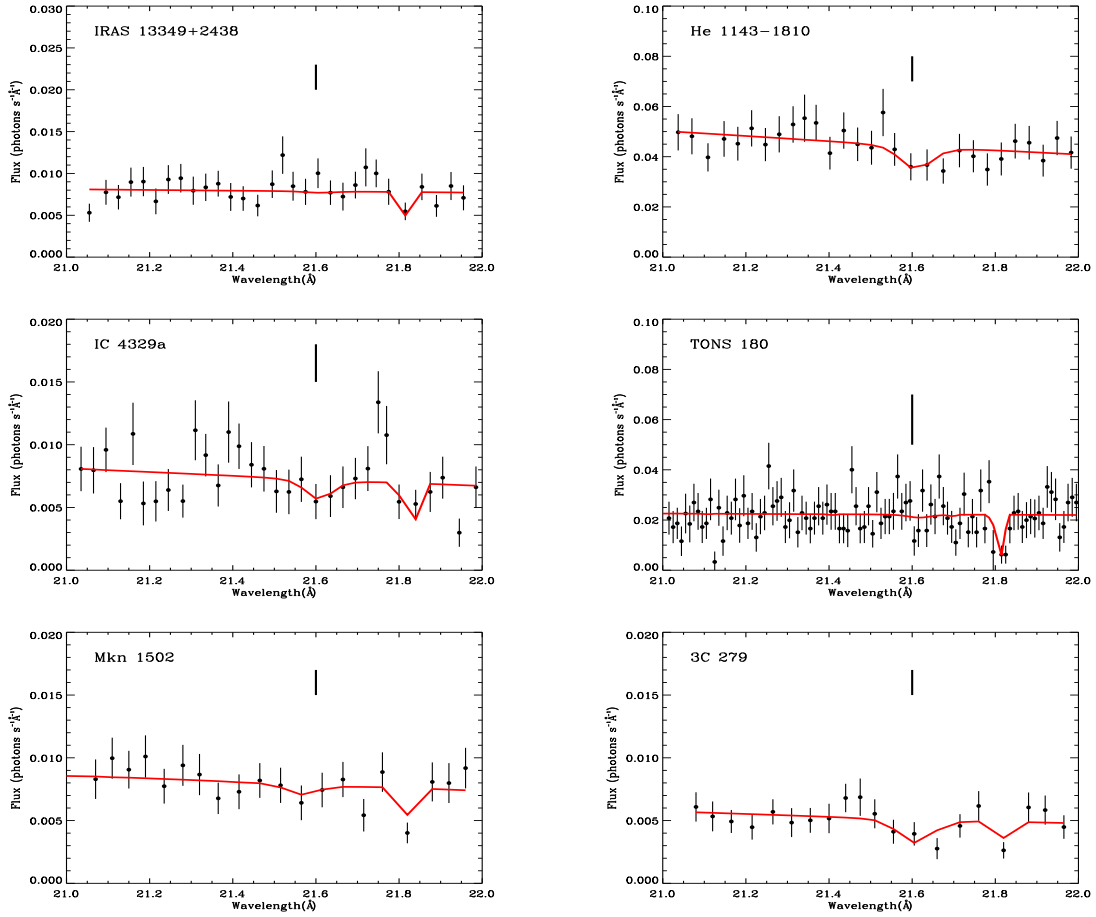 IRAS 13349+2438
Flux (photons s⁻¹Å⁻¹)
0.030
0.025
0.020
0.015
0.010
0.005
0.000
21.0 21.2 21.4 21.6 21.8 22.0
Wavelength(Å)
He 1143−1810
Flux (photons s⁻¹Å⁻¹)
0.10
0.08
0.06
0.04
0.02
0.00
21.0 21.2 21.4 21.6 21.8 22.0
Wavelength(Å)
IC 4329a
Flux (photons s⁻¹Å⁻¹)
0.020
0.015
0.010
0.005
0.000
21.0 21.2 21.4 21.6 21.8 22.0
Wavelength(Å)
TONS 180
Flux (photons s⁻¹Å⁻¹)
0.10
0.08
0.06
0.04
0.02
0.00
21.0 21.2 21.4 21.6 21.8 22.0
Wavelength(Å)
Mkn 1502
Flux (photons s⁻¹Å⁻¹)
0.020
0.015
0.010
0.005
0.000
21.0 21.2 21.4 21.6 21.8 22.0
Wavelength(Å)
3C 279
Flux (photons s⁻¹Å⁻¹)
0.020
0.015
0.010
0.005
0.000
21.0 21.2 21.4 21.6 21.8 22.0
Wavelength(Å)